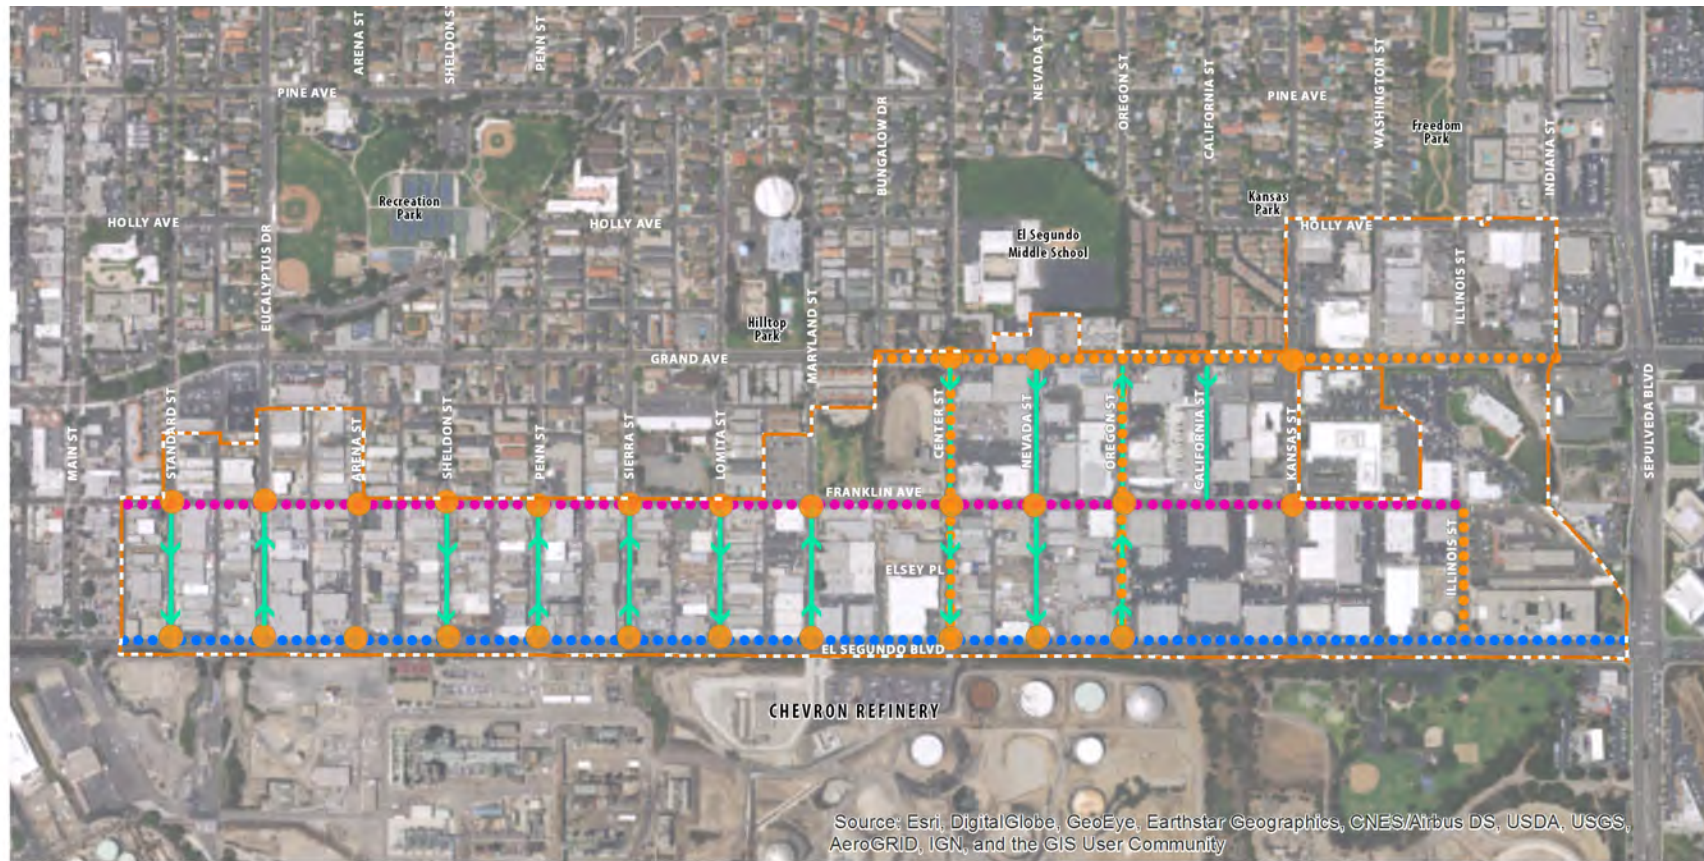 ARENA ST
SHELDON ST
PENN ST
NEVADA ST
OREGON ST
CALIFORNIA ST
WASHINGTON ST
INDIANA ST
PINE AVE
PINE AVE
BUNGALOW DR
Freedom
Park
Recreation
Park
Kansas
Park
HOLLY AVE
HOLLY AVE
HOLLY AVE
EUCALYPTUS DR
El Segundo
Middle School
ILLINOIS ST
Hilltop
Park
MARYLAND ST
GRAND AVE
SEPULVEDA BLVD
MAIN ST
STANDARD ST
ARENA ST
SHELDON ST
PENN ST
SIERRA ST
LOMITA ST
CENTER ST
NEVADA ST
OREGON ST
CALIFORNIA ST
KANSAS ST
FRANKLIN AVE
ELSEY PL
ILLINOIS ST
EL SEGUNDO BLVD
CHEVRON REFINERY
Source: Esri, DigitalGlobe, GeoEye, Earthstar Geographics, CNES/Airbus DS, USDA, USGS,
AeroGRID, IGN, and the GIS User Community